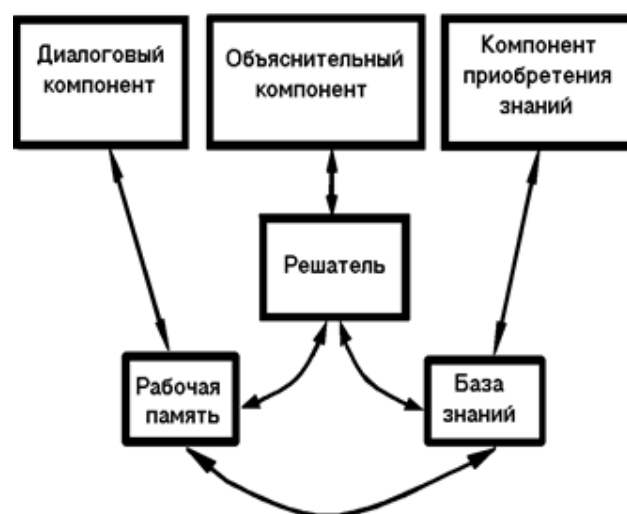 Диалоговый
компонент
Объяснительный
компонент
Компонент
приобретения
знаний
Решатель
Рабочая
память
База
знаний